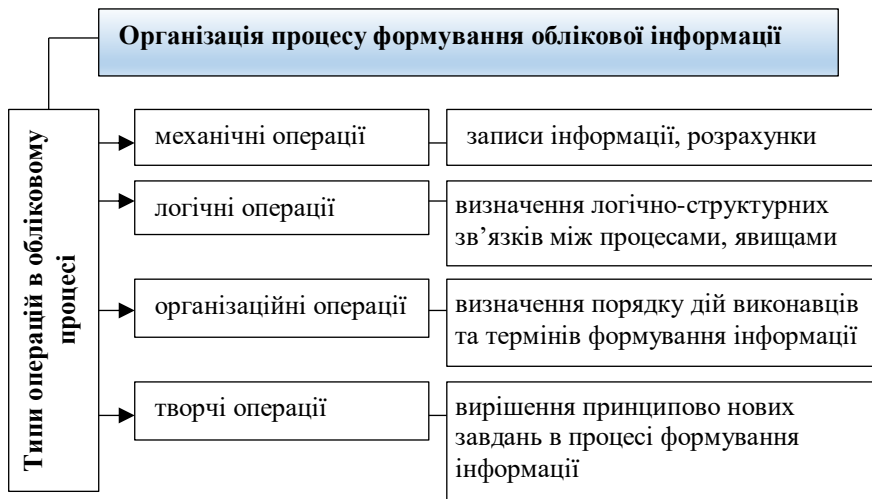 Організація процесу формування облікової інформації
Типи операцій в обліковому
процесі
механічні операції
записи інформації, розрахунки
логічні операції
визначення логічно-структурних
зв’язків між процесами, явищами
організаційні операції
визначення порядку дій виконавців
та термінів формування інформації
творчі операції
вирішення принципово нових
завдань в процесі формування
інформації